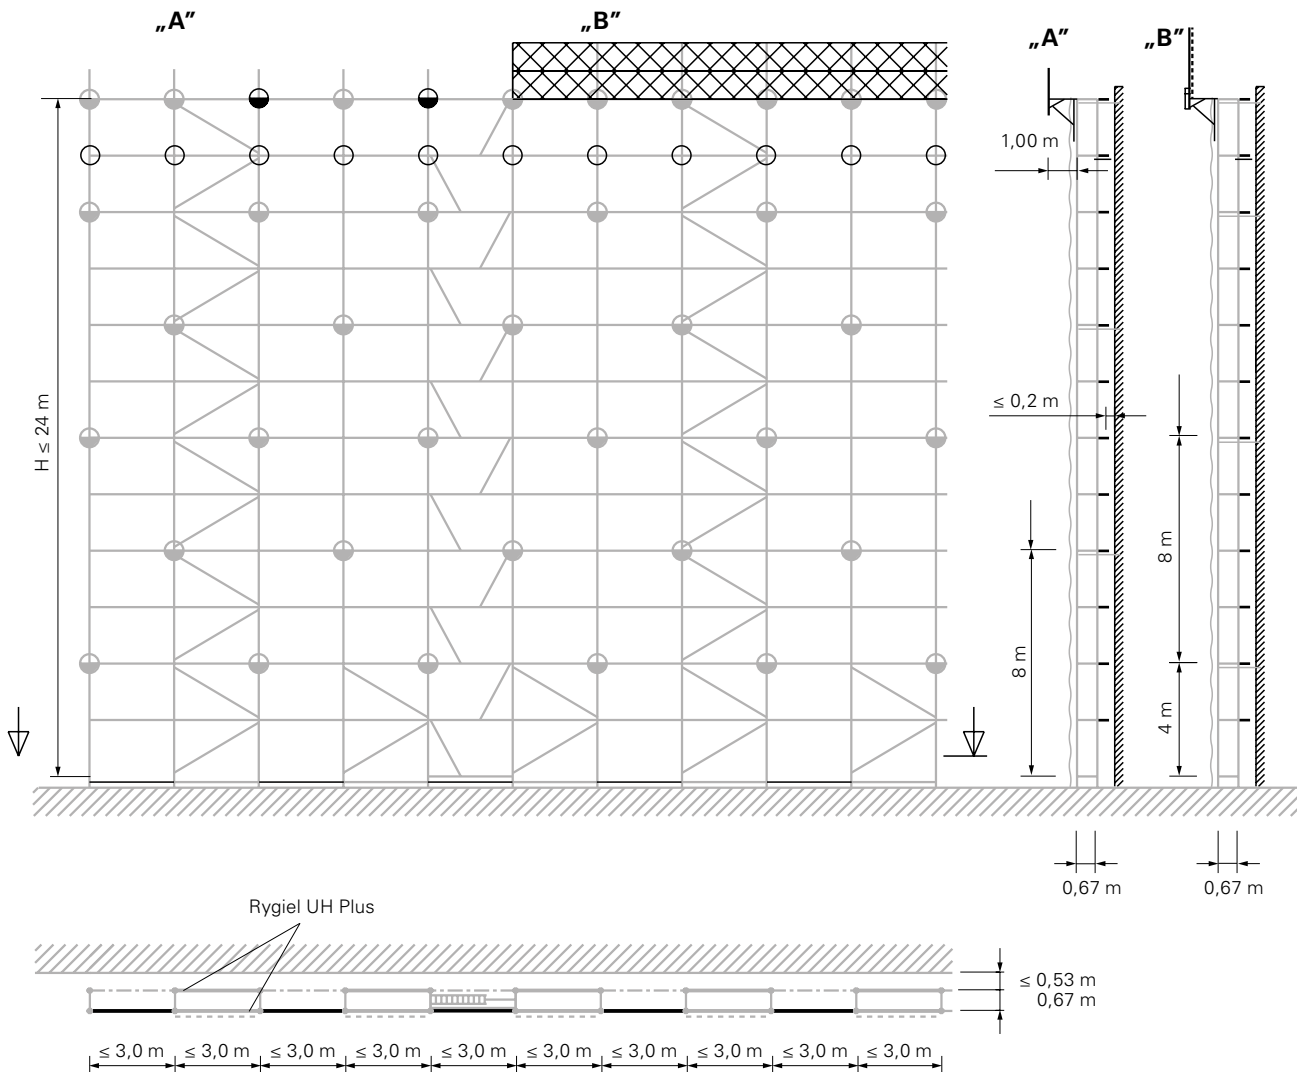 „A”
„B”
„A”
„B”
1,00 m
H ≤ 24 m
≤ 0,2 m
8 m
8 m
4 m
0,67 m
0,67 m
Rygiel UH Plus
≤ 0,53 m
0,67 m
≤ 3,0 m
≤ 3,0 m
≤ 3,0 m
≤ 3,0 m
≤ 3,0 m
≤ 3,0 m
≤ 3,0 m
≤ 3,0 m
≤ 3,0 m
≤ 3,0 m